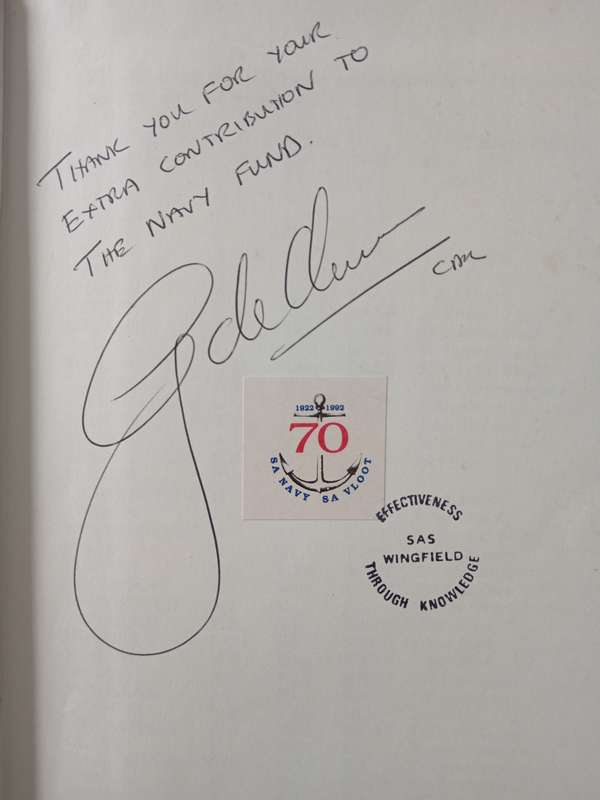 THANK YOU FOR YOUR
EXTRA CONTRIBUTION TO
THE NAVY FUND.
1922 1992
70
SA NAVY SA VLOOT
EFFECTIVENESS
SAS
WINGFIELD
THROUGH KNOWLEDGE